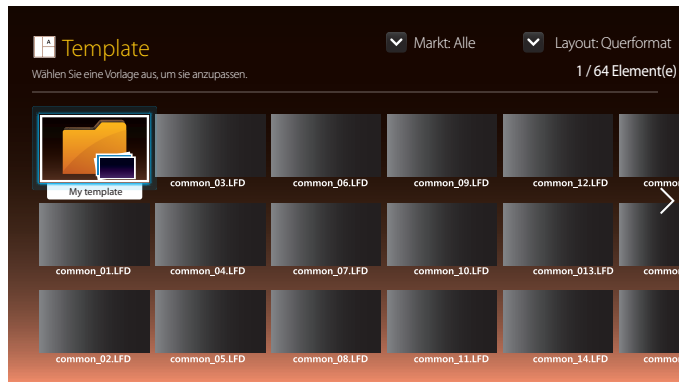 A
Template
Markt: Alle
Layout: Querformat
Wählen Sie eine Vorlage aus, um sie anzupassen.
1 / 64 Element(e)
My template
common_03.LFD
common_06.LFD
common_09.LFD
common_12.LFD
common_01.LFD
common_04.LFD
common_07.LFD
common_10.LFD
common_013.LFD
common_02.LFD
common_05.LFD
common_08.LFD
common_11.LFD
common_14.LFD